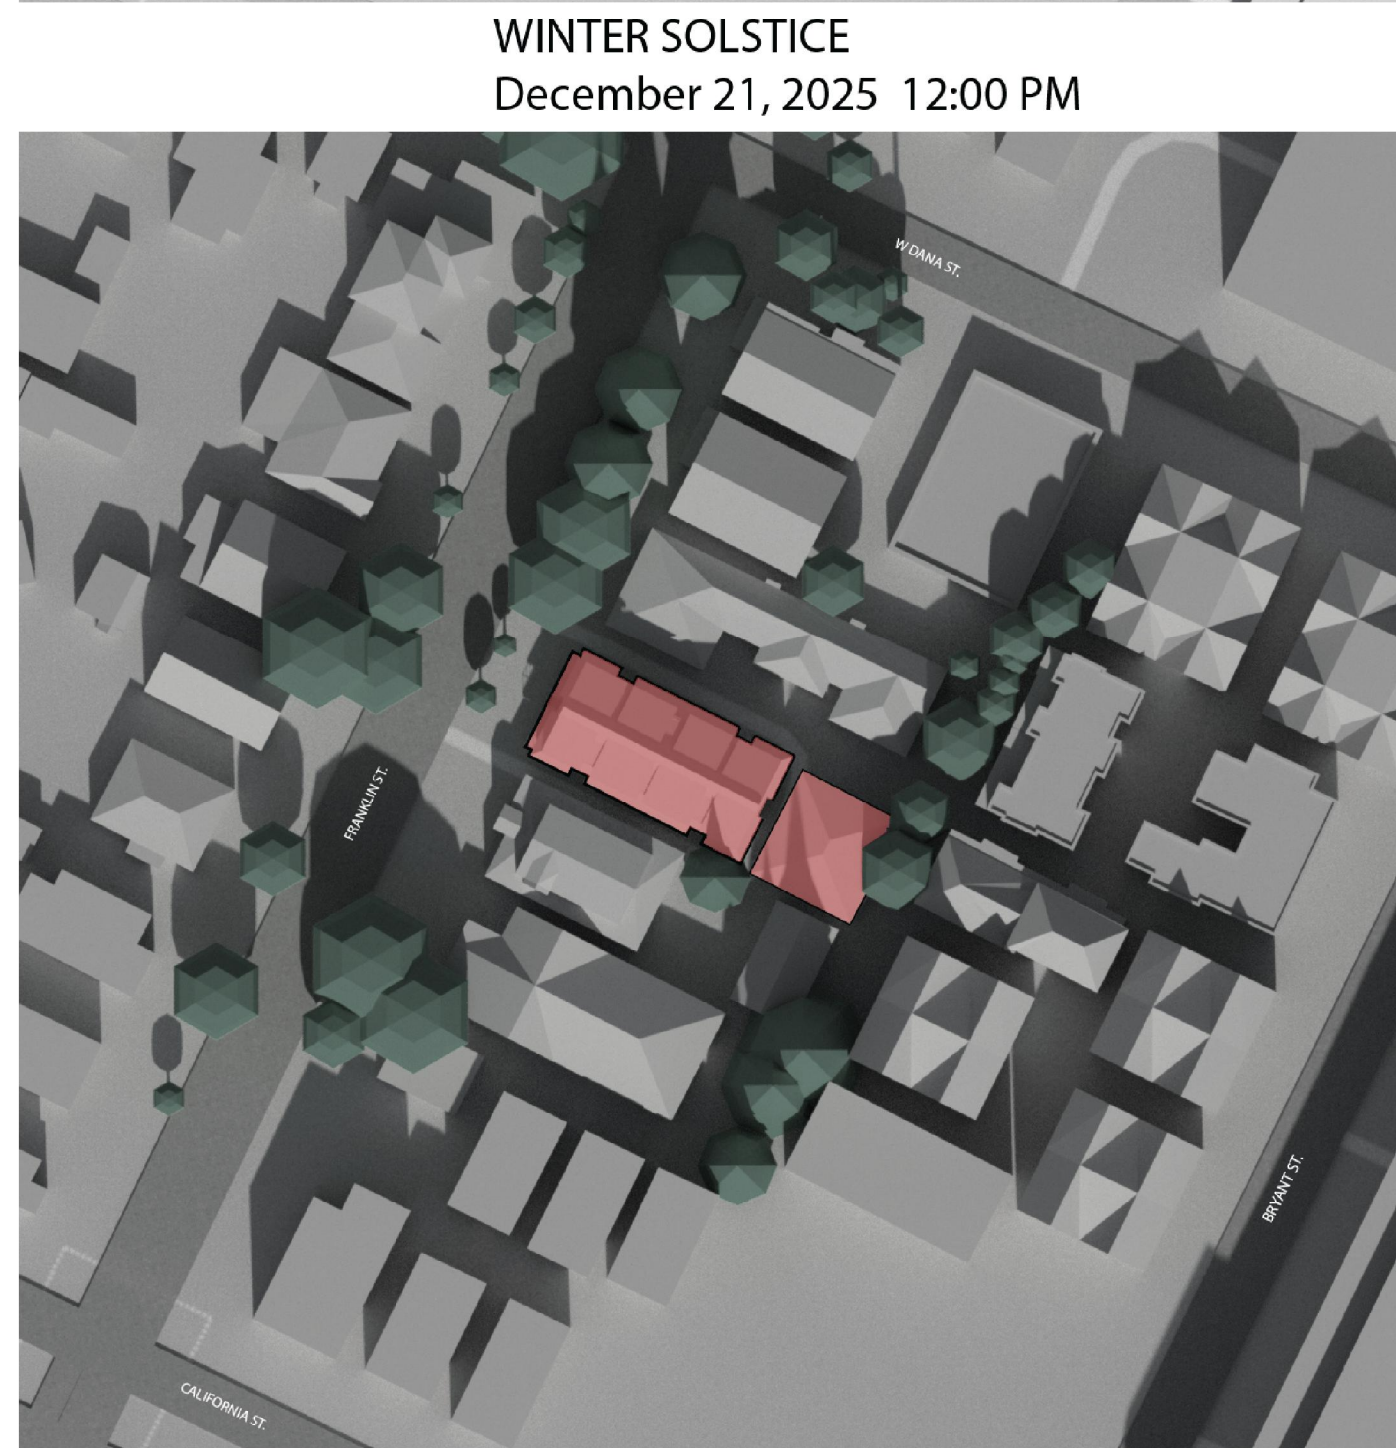 WINTER SOLSTICE
December 21, 2025  12:00 PM
W DANA ST.
FRANKLIN ST.
BRYANT ST.
CALIFORNIA ST.